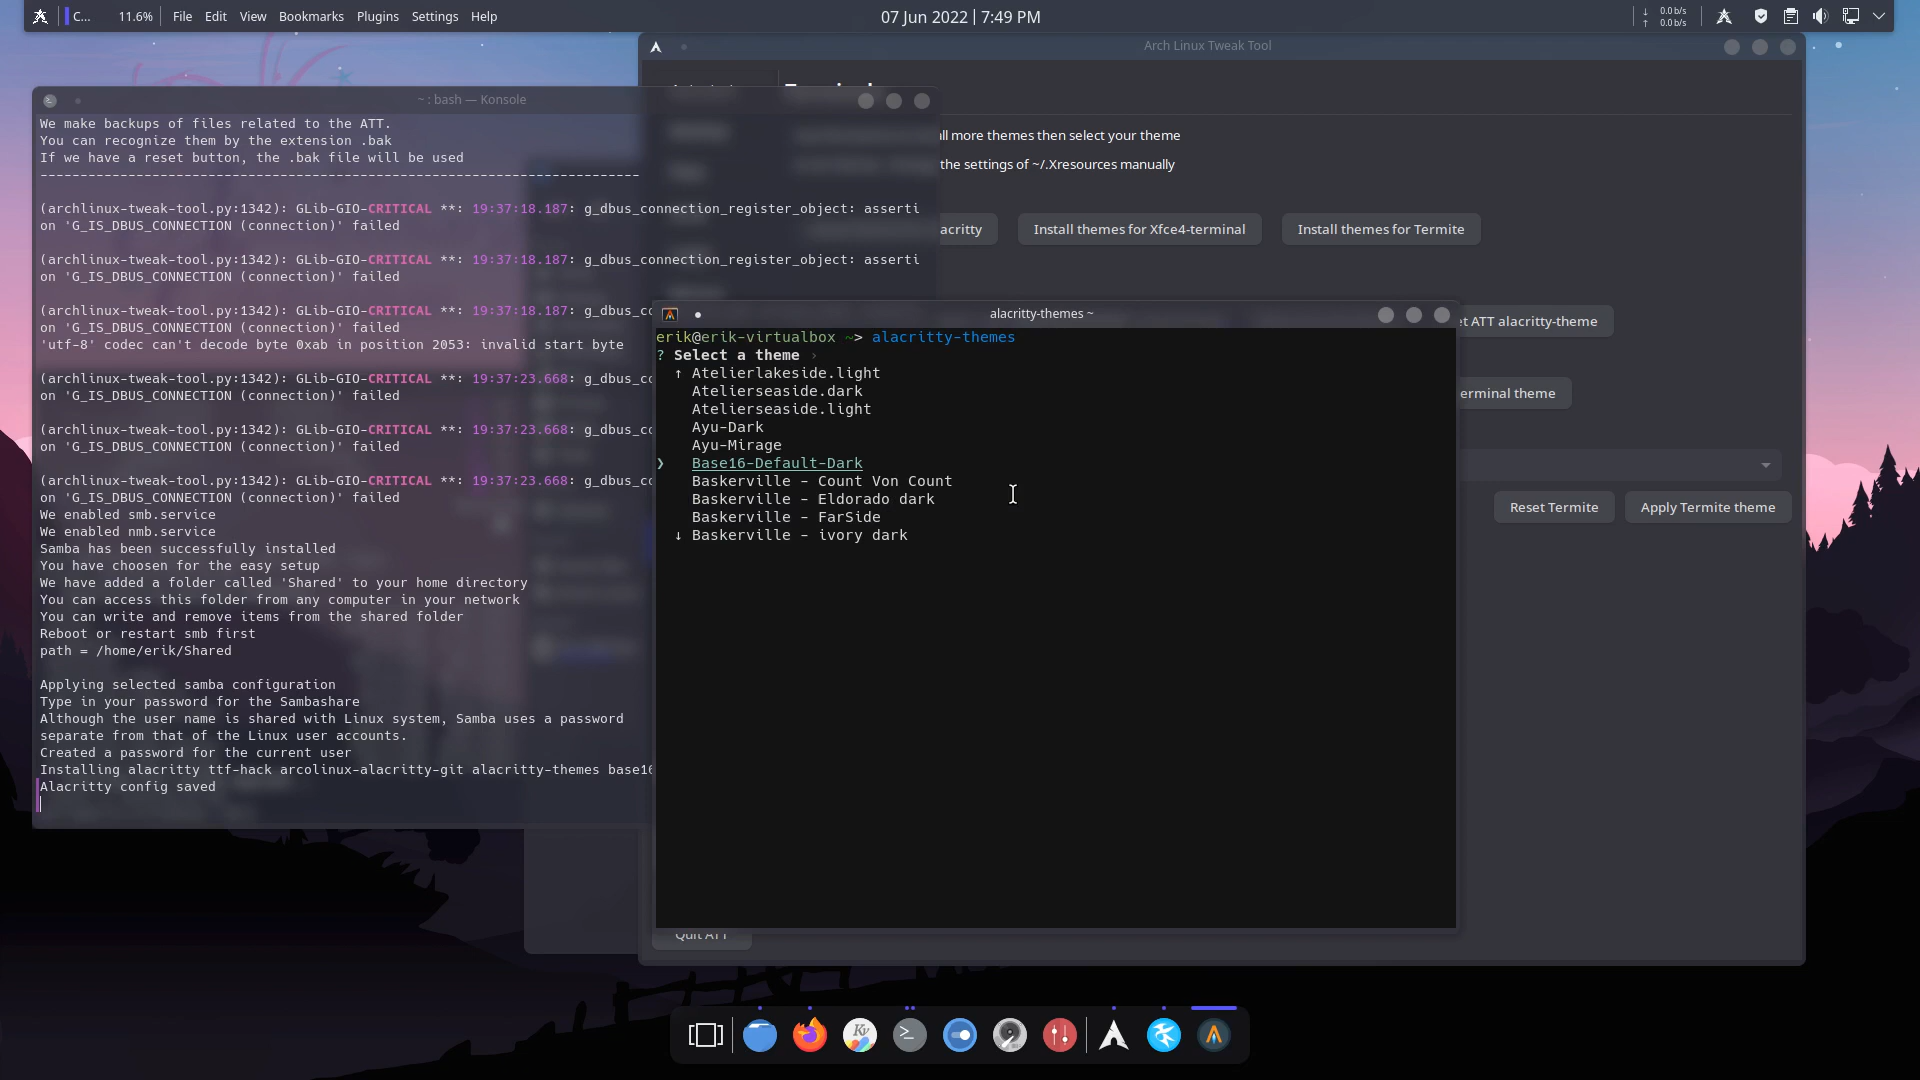 C...
11.6%
File Edit View Bookmarks Plugins Settings Help
07 Jun 2022 | 7:49 PM
↓ 0.0 b/s
↑ 0.0 b/s
Arch Linux Tweak Tool
ll more themes then select your theme
the settings of ~/.Xresources manually
acritty
Install themes for Xfce4-terminal
Install themes for Termite
ATT alacritty-theme
erminal theme
Reset Termite
Apply Termite theme
Quit ATT
~ : bash — Konsole
We make backups of files related to the ATT.
You can recognize them by the extension .bak
If we have a reset button, the .bak file will be used
---------------------------------------------------------------------------
(archlinux-tweak-tool.py:1342): GLib-GIO-CRITICAL **: 19:37:18.187: g_dbus_connection_register_object: asserti
on 'G_IS_DBUS_CONNECTION (connection)' failed
(archlinux-tweak-tool.py:1342): GLib-GIO-CRITICAL **: 19:37:18.187: g_dbus_connection_register_object: asserti
on 'G_IS_DBUS_CONNECTION (connection)' failed
(archlinux-tweak-tool.py:1342): GLib-GIO-CRITICAL **: 19:37:18.187: g_dbus_co
on 'G_IS_DBUS_CONNECTION (connection)' failed
'utf-8' codec can't decode byte 0xab in position 2053: invalid start byte
(archlinux-tweak-tool.py:1342): GLib-GIO-CRITICAL **: 19:37:23.668: g_dbus_co
on 'G_IS_DBUS_CONNECTION (connection)' failed
(archlinux-tweak-tool.py:1342): GLib-GIO-CRITICAL **: 19:37:23.668: g_dbus_co
on 'G_IS_DBUS_CONNECTION (connection)' failed
(archlinux-tweak-tool.py:1342): GLib-GIO-CRITICAL **: 19:37:23.668: g_dbus_co
on 'G_IS_DBUS_CONNECTION (connection)' failed
We enabled smb.service
We enabled nmb.service
Samba has been successfully installed
You have choosen for the easy setup
We have added a folder called 'Shared' to your home directory
You can access this folder from any computer in your network
You can write and remove items from the shared folder
Reboot or restart smb first
path = /home/erik/Shared
Applying selected samba configuration
Type in your password for the Sambashare
Although the user name is shared with Linux system, Samba uses a password
separate from that of the Linux user accounts.
Created a password for the current user
Installing alacritty ttf-hack arcolinux-alacritty-git alacritty-themes base16
Alacritty config saved
alacritty-themes ~
erik@erik-virtualbox ~> alacritty-themes
? Select a theme ›
↑ Atelierlakeside.light
Atelierseaside.dark
Atelierseaside.light
Ayu-Dark
Ayu-Mirage
❯ Base16-Default-Dark
Baskerville - Count Von Count
Baskerville - Eldorado dark
Baskerville - FarSide
↓ Baskerville - ivory dark
Kv